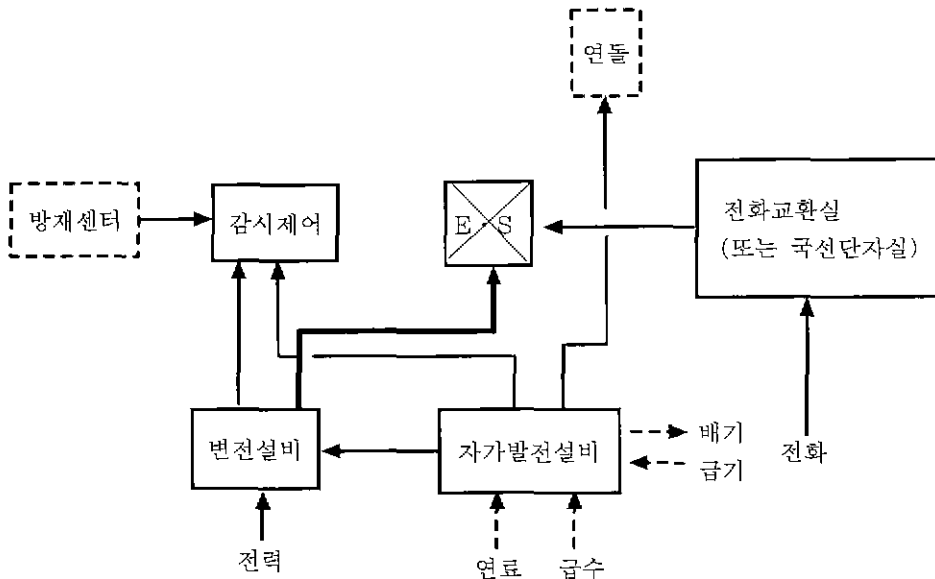 연돌
방재센터
감시제어
E·S
전화교환실
(또는 국선단자실)
변전설비
자가발전설비
배기
급기
전화
전력
연료
급수